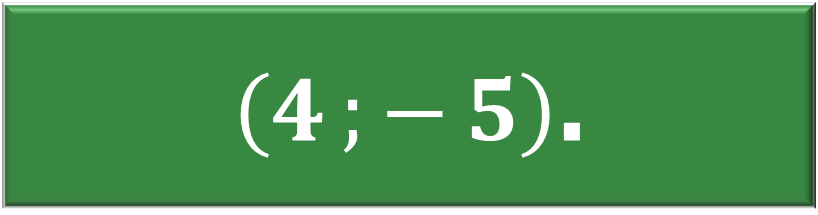 (4 ; – 5).